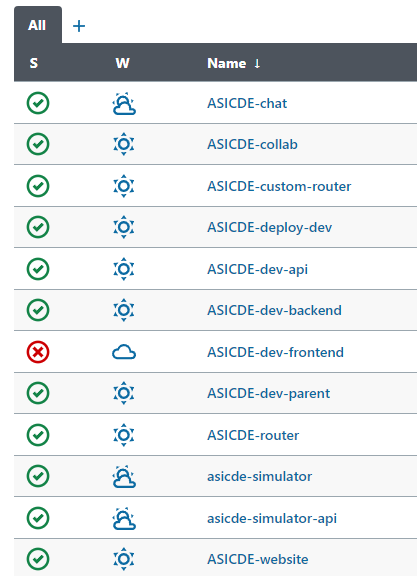 All +
S W Name ↓
ASICDE-chat
ASICDE-collab
ASICDE-custom-router
ASICDE-deploy-dev
ASICDE-dev-api
ASICDE-dev-backend
ASICDE-dev-frontend
ASICDE-dev-parent
ASICDE-router
asicde-simulator
asicde-simulator-api
ASICDE-website